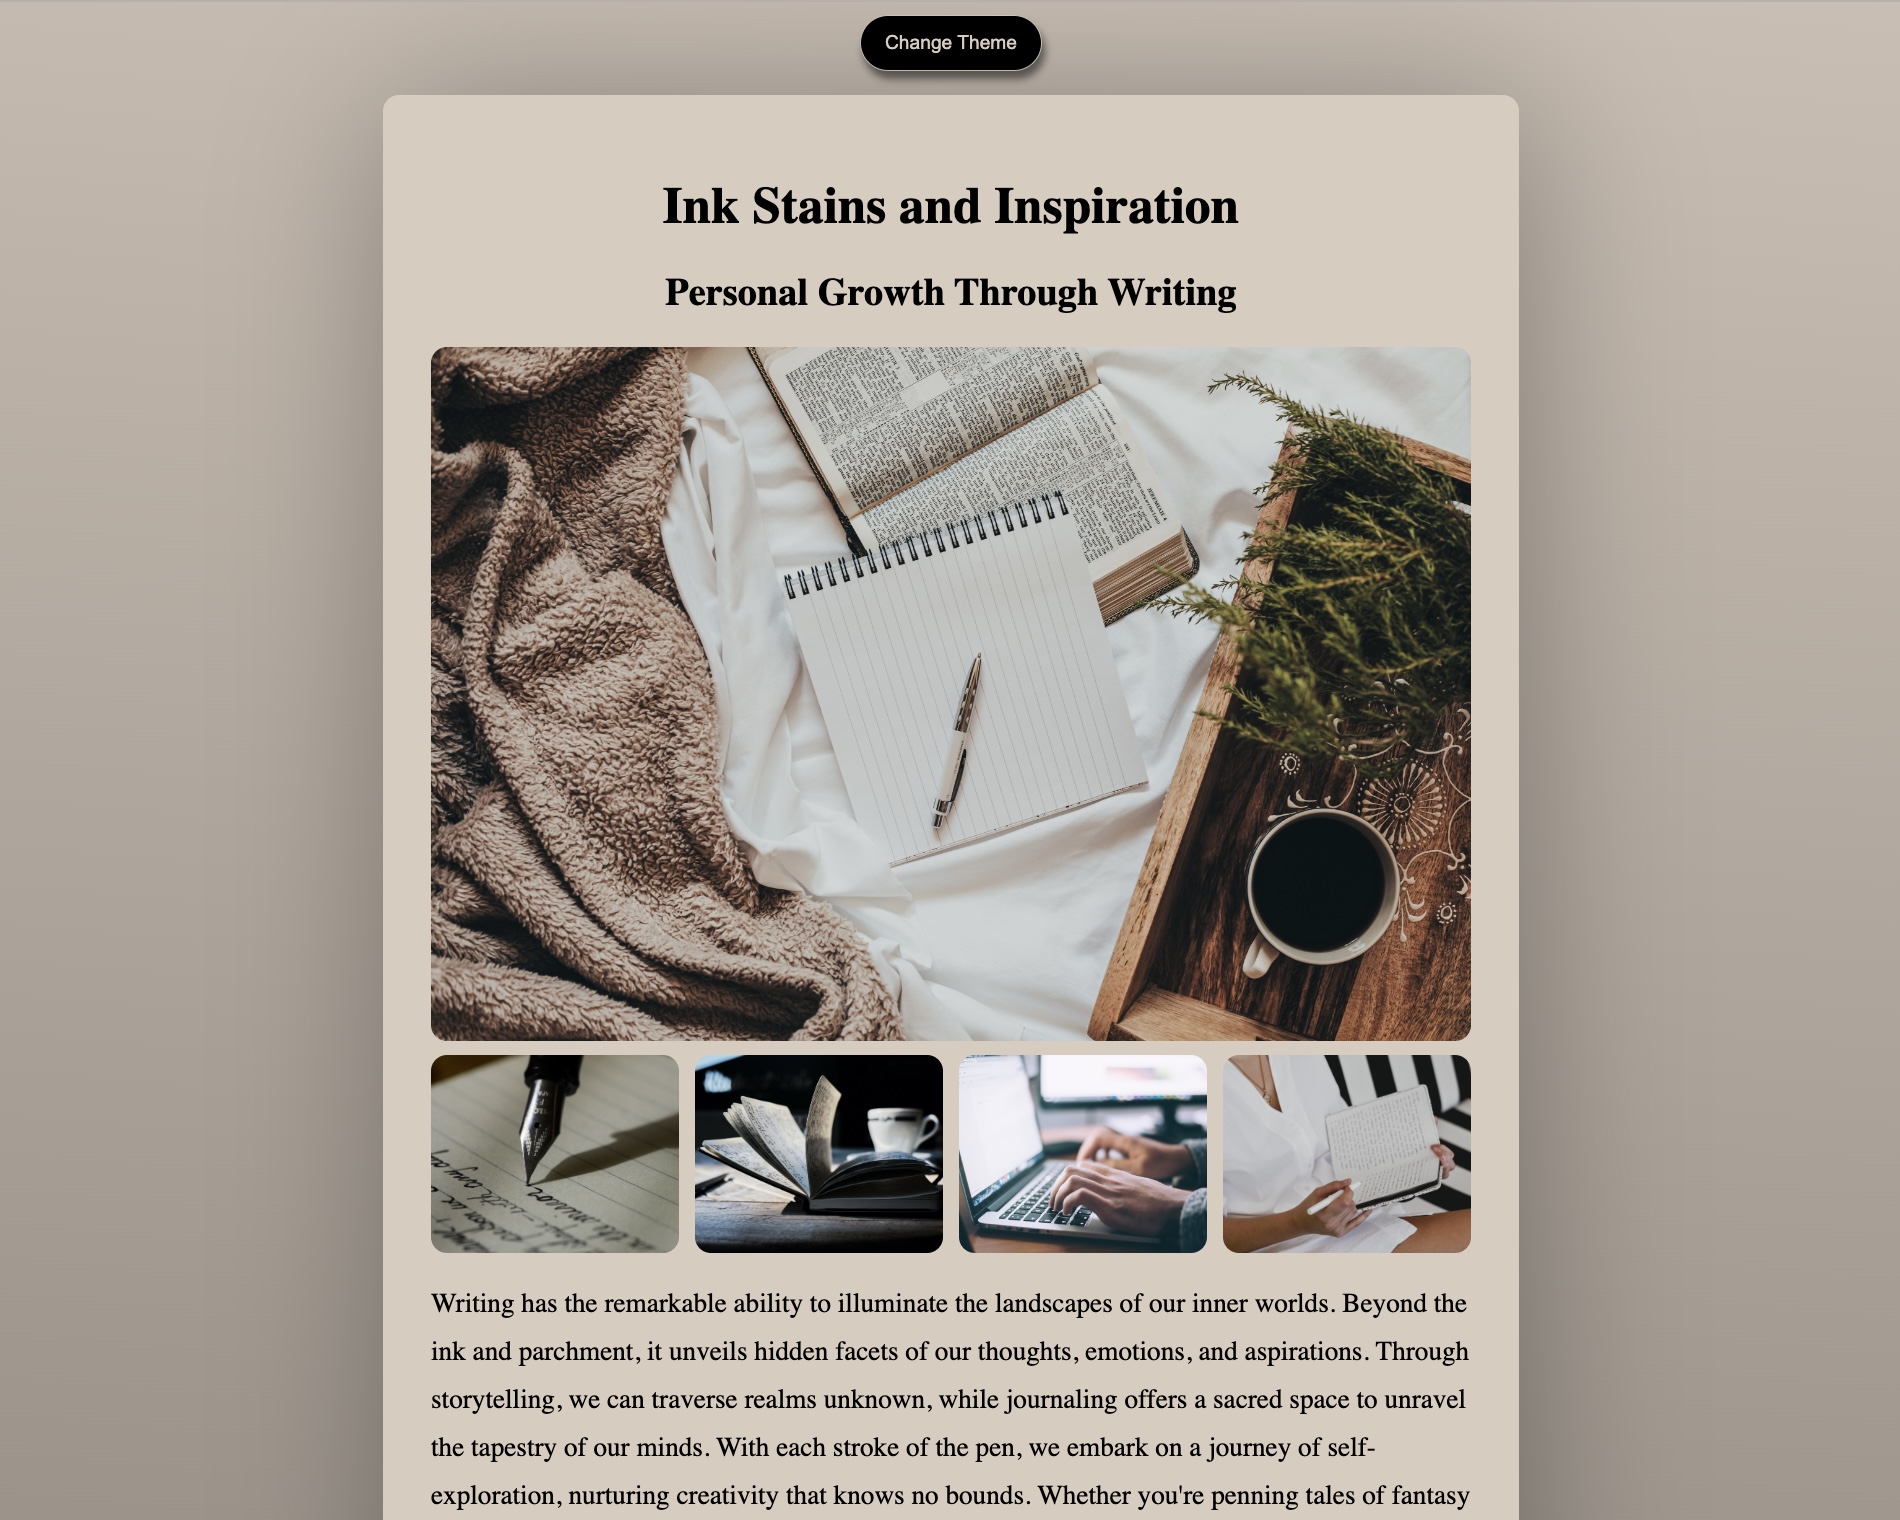 Change Theme
Ink Stains and Inspiration
Personal Growth Through Writing
Writing has the remarkable ability to illuminate the landscapes of our inner worlds. Beyond the
ink and parchment, it unveils hidden facets of our thoughts, emotions, and aspirations. Through
storytelling, we can traverse realms unknown, while journaling offers a sacred space to unravel
the tapestry of our minds. With each stroke of the pen, we embark on a journey of self-
exploration, nurturing creativity that knows no bounds. Whether you're penning tales of fantasy